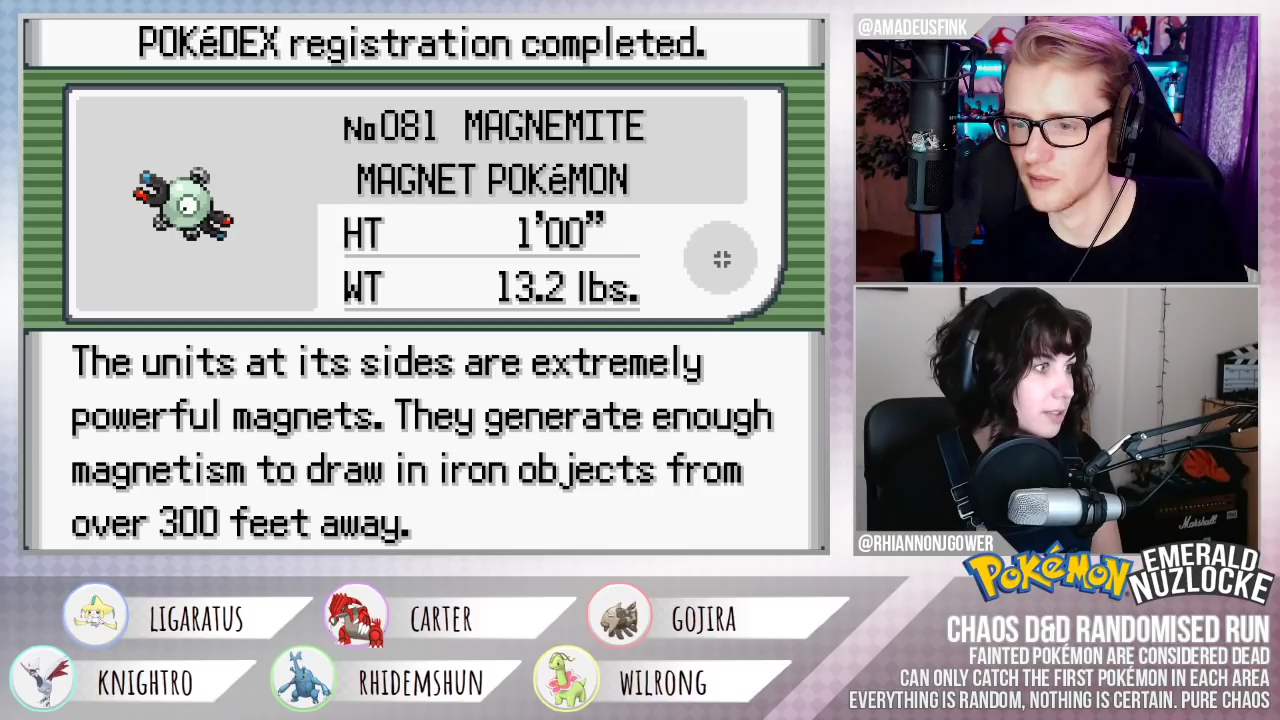 POKéDEX registration completed.
No081 MAGNEMITE
MAGNET POKéMON
HT 1'00"
WT 13.2 lbs.
The units at its sides are extremely
powerful magnets. They generate enough
magnetism to draw in iron objects from
over 300 feet away.
@AMADEUSFINK
Marshall
@RHIANNONJGOWER
LIGARATUS
CARTER
GOJIRA
KNIGHTRO
RHIDEMSHUN
WILRONG
POKéMON
EMERALD
NUZLOCKE
CHAOS D&D RANDOMISED RUN
FAINTED POKÉMON ARE CONSIDERED DEAD
CAN ONLY CATCH THE FIRST POKÉMON IN EACH AREA
EVERYTHING IS RANDOM, NOTHING IS CERTAIN. PURE CHAOS